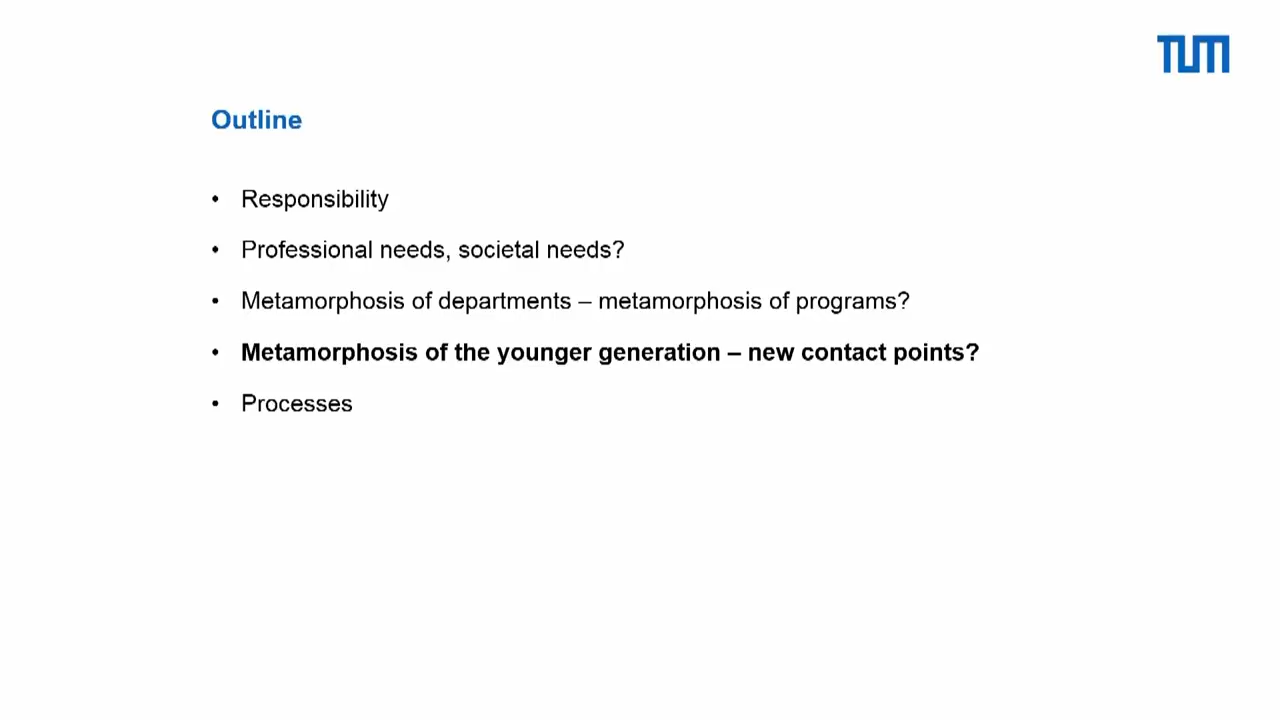 TUM
Outline
• Responsibility
• Professional needs, societal needs?
• Metamorphosis of departments – metamorphosis of programs?
• Metamorphosis of the younger generation – new contact points?
• Processes